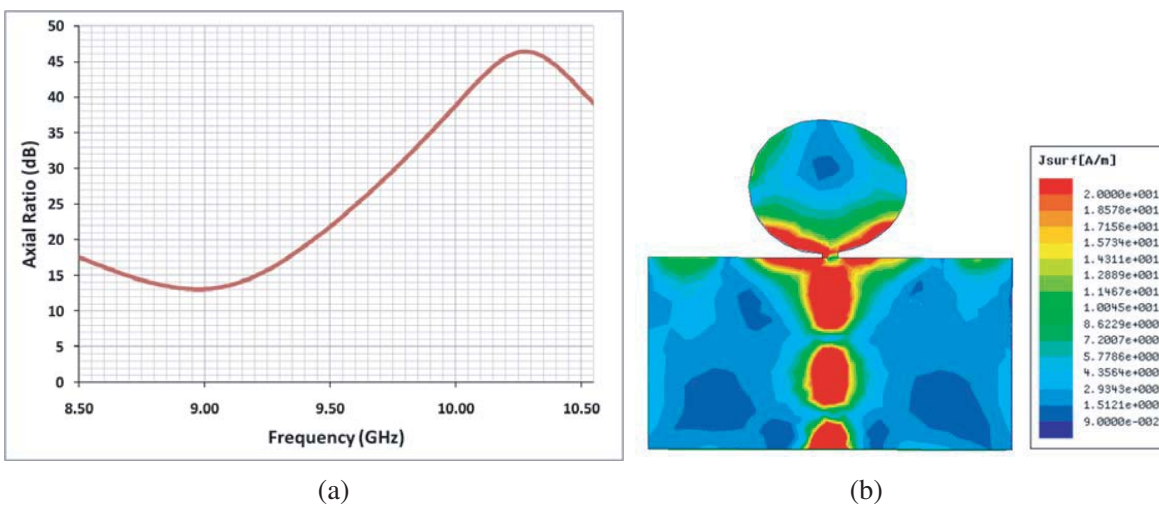 50
45
40
35
30
25
20
15
10
5
0
Axial Ratio (dB)
8.50 9.00 9.50 10.00 10.50
Frequency (GHz)
(a)
Jsurf[A/m]
2.0000e+001
1.8578e+001
1.7156e+001
1.5734e+001
1.4311e+001
1.2889e+001
1.1467e+001
1.0045e+001
8.6229e+000
7.2007e+000
5.7786e+000
4.3564e+000
2.9343e+000
1.5121e+000
9.0000e-002
(b)